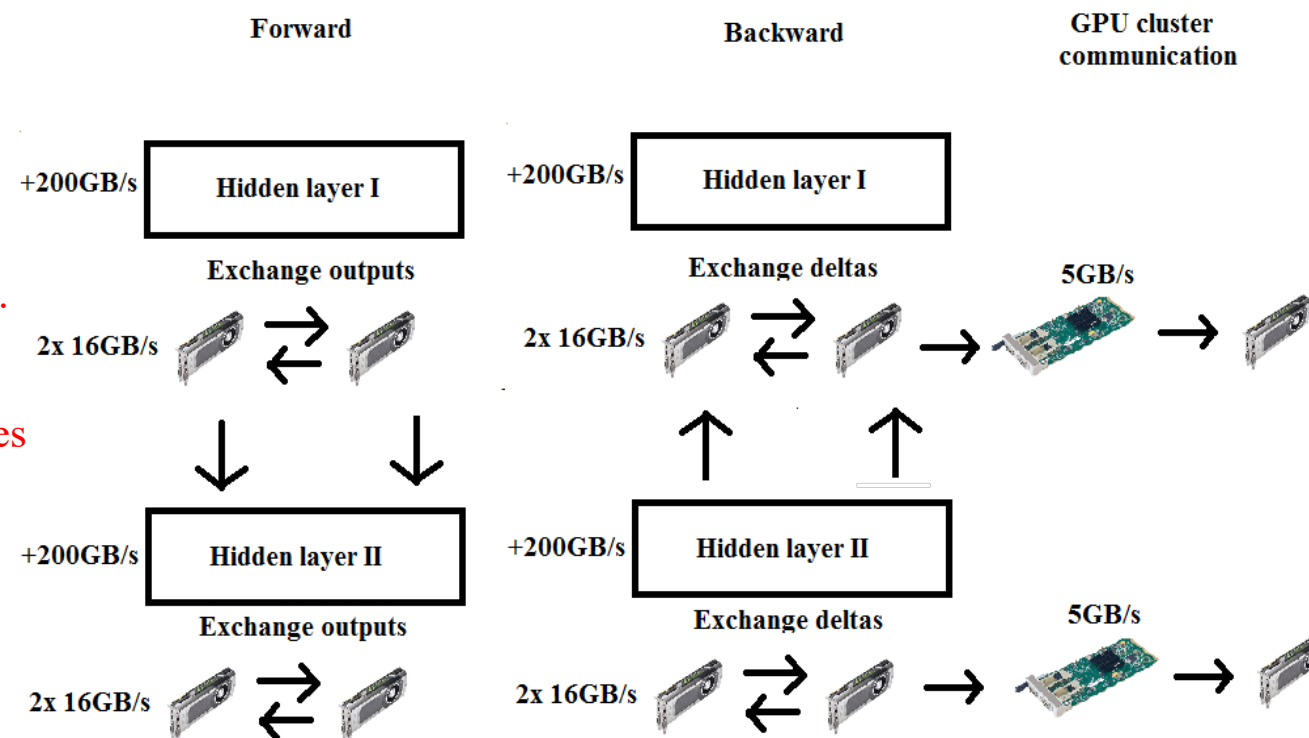 Forward
Backward
GPU cluster
communication
+200GB/s
Hidden layer I
+200GB/s
Hidden layer I
Exchange outputs
Exchange deltas
5GB/s
.
2x 16GB/s
2x 16GB/s
es
+200GB/s
Hidden layer II
+200GB/s
Hidden layer II
Exchange outputs
Exchange deltas
5GB/s
2x 16GB/s
2x 16GB/s